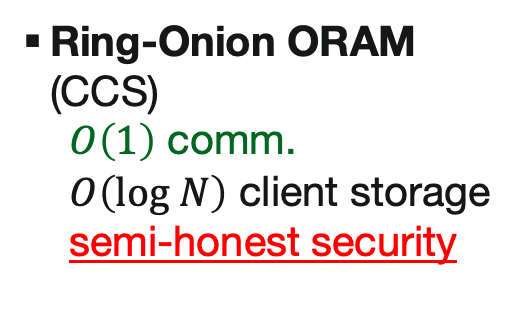 ▪ Ring-Onion ORAM
(CCS)
O(1) comm.
O(log N) client storage
semi-honest security